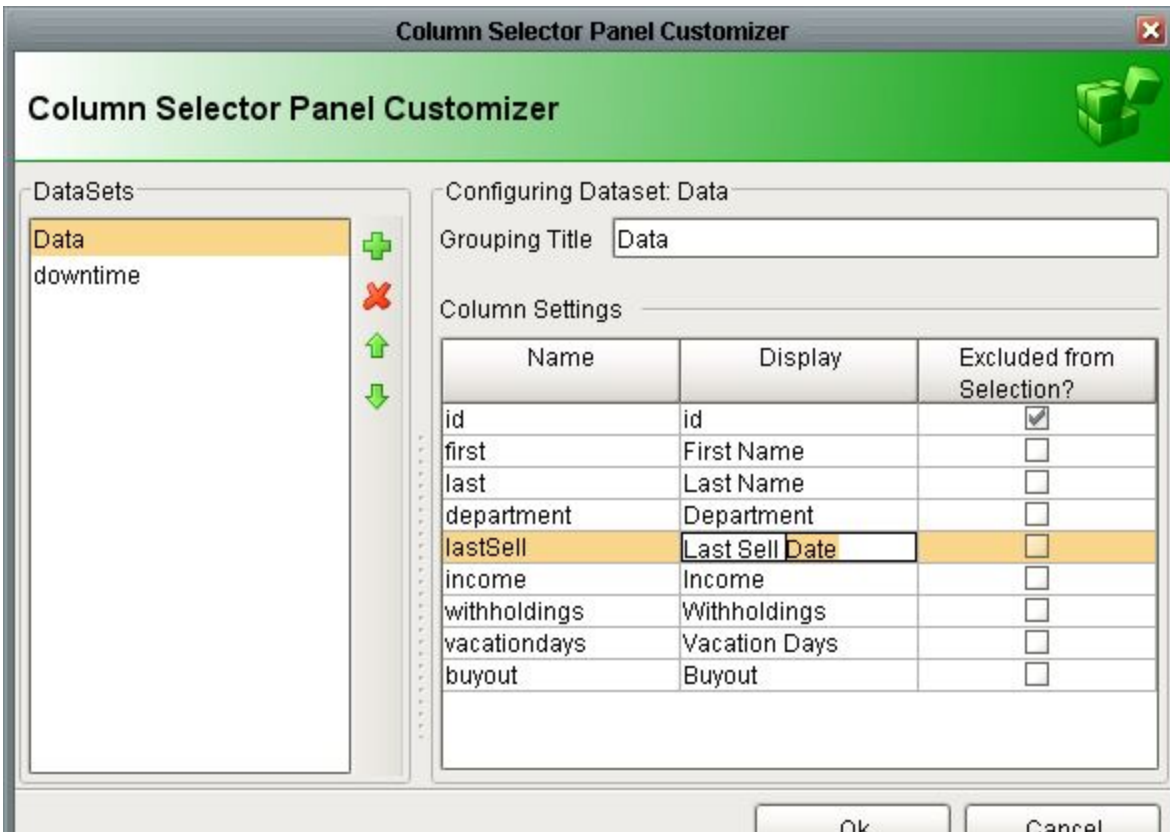 Column Selector Panel Customizer
Column Selector Panel Customizer
DataSets
Data
downtime
Configuring Dataset: Data
Grouping Title Data
Column Settings
Name Display Excluded from Selection?
id id
first First Name
last Last Name
department Department
lastSell Last Sell Date
income Income
withholdings Withholdings
vacationdays Vacation Days
buyout Buyout
Ok Cancel